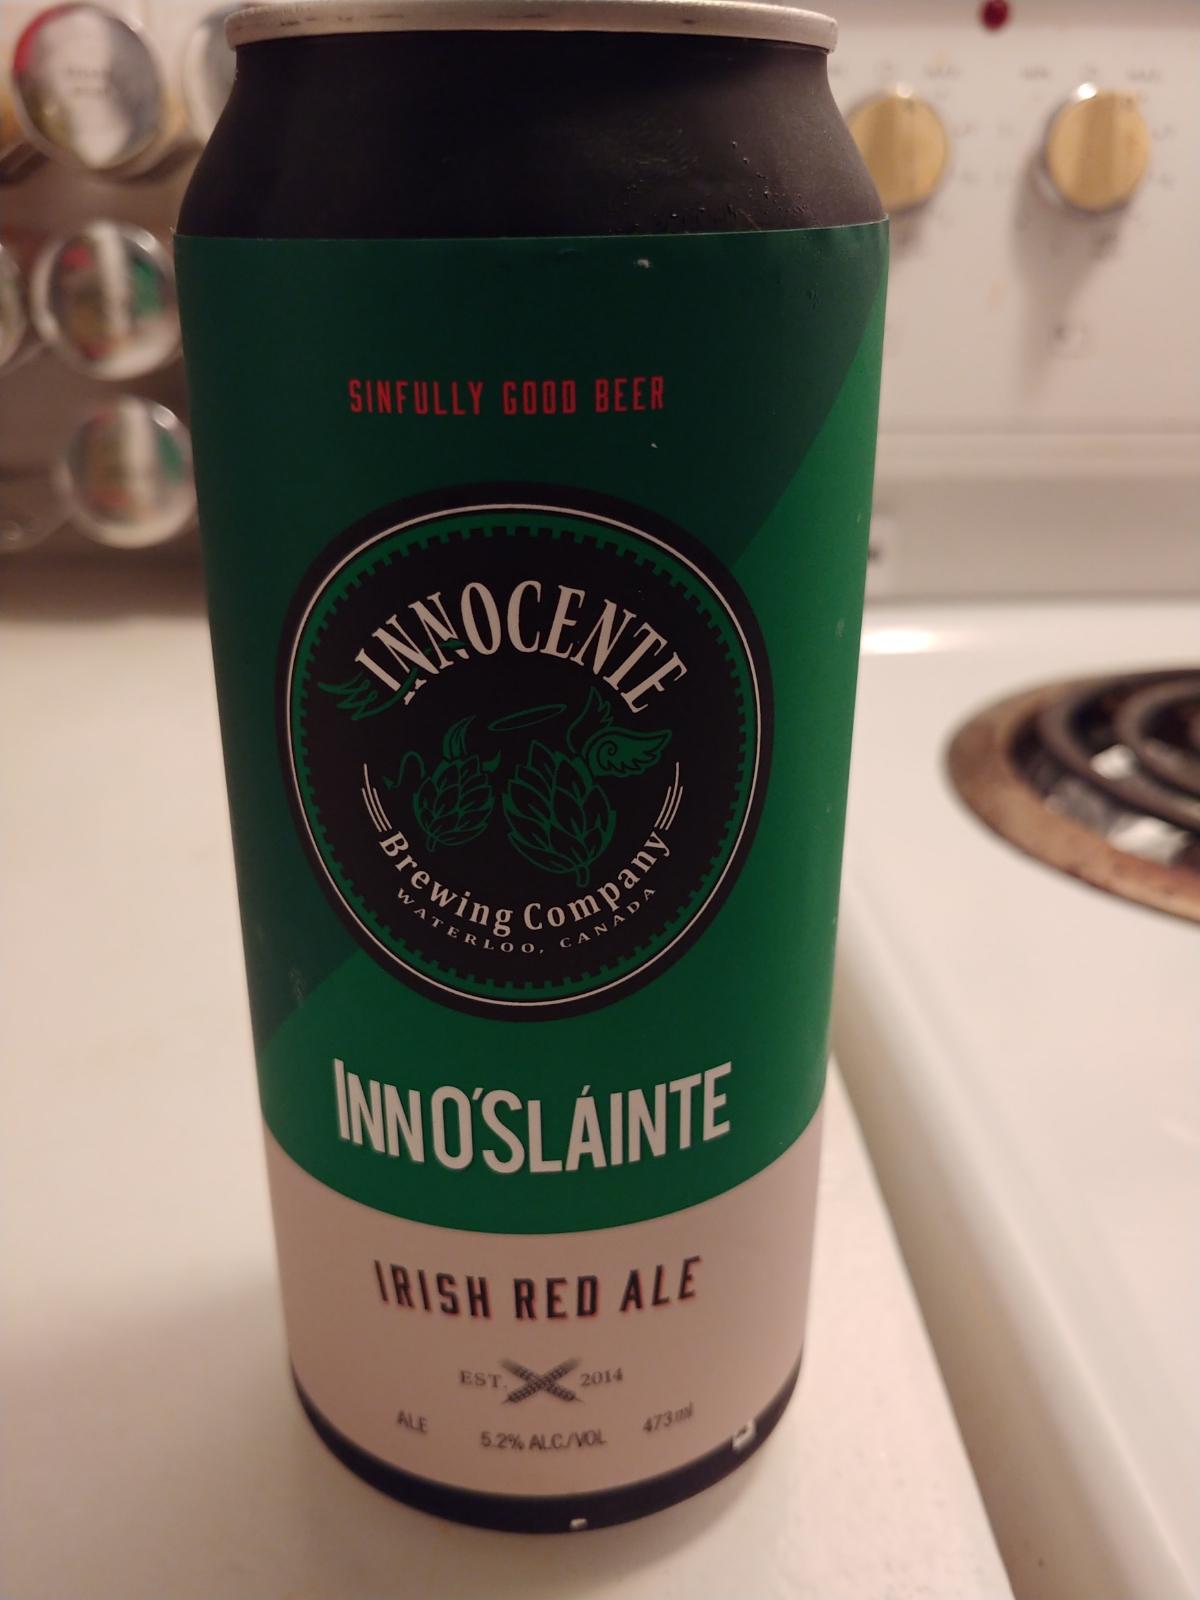 SINFULLY GOOD BEER
INNOCENTE
Brewing Company
WATERLOO, CANADA
INNO'SLÁINTE
IRISH RED ALE
EST. 2014
ALE 5.2% ALC./VOL 473ml